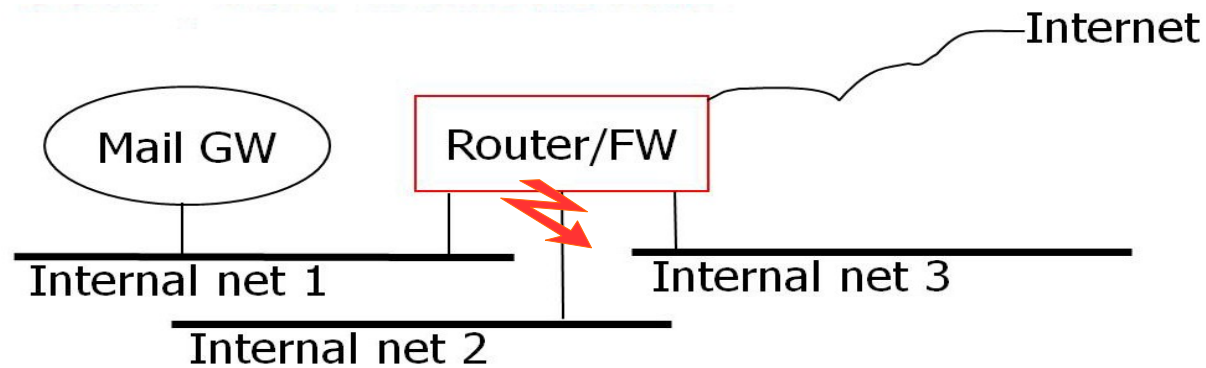 Internet
Mail GW
Router/FW
Internal net 1
Internal net 3
Internal net 2